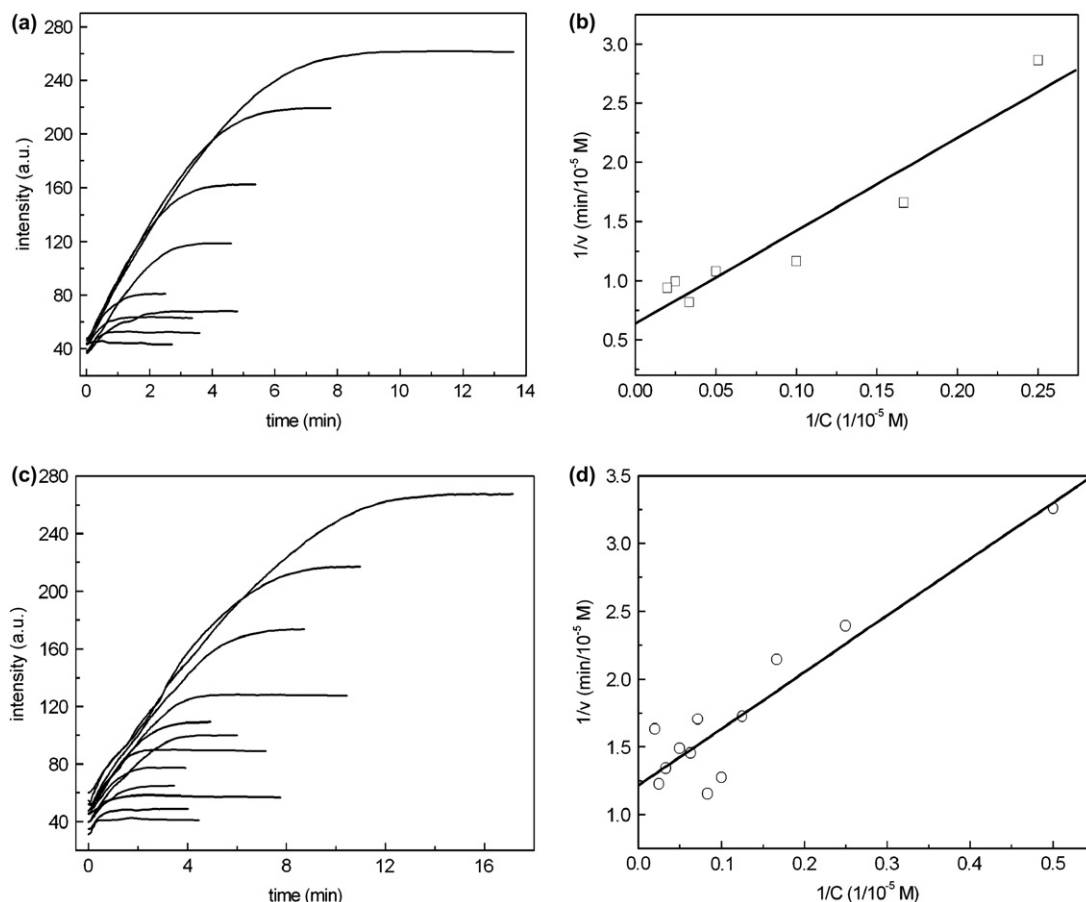 (a)
280
240
200
160
120
80
40
intensity (a.u.)
0 2 4 6 8 10 12 14
time (min)
(b)
3.0
2.5
2.0
1.5
1.0
0.5
1/v (min/10⁻⁵ M)
0.00 0.05 0.10 0.15 0.20 0.25
1/C (1/10⁻⁵ M)
(c)
280
240
200
160
120
80
40
intensity (a.u.)
0 4 8 12 16
time (min)
(d)
3.5
3.0
2.5
2.0
1.5
1.0
1/v (min/10⁻⁵ M)
0.0 0.1 0.2 0.3 0.4 0.5
1/C (1/10⁻⁵ M)